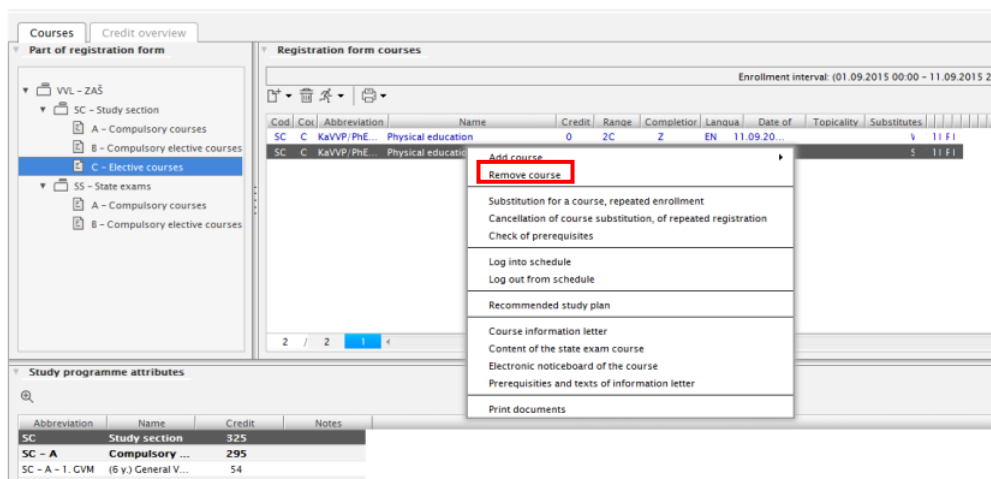 Courses Credit overview
Part of registration form
VVL - ZAŠ
SC - Study section
A - Compulsory courses
B - Compulsory elective courses
C - Elective courses
SS - State exams
A - Compulsory courses
B - Compulsory elective courses
Registration form courses
Enrollment interval: (01.09.2015 00:00 - 11.09.2015 2
Cod Coı Abbreviation Name Credit Range Completior Langua Date of Topicality Substitutes
SC C KaVVP/PhE... Physical education 0 2C Z EN 11.09.20...
SC C KaVVP/PhE... Physical educatio
Add course
Remove course
Substitution for a course, repeated enrollment
Cancellation of course substitution, of repeated registration
Check of prerequisites
Log into schedule
Log out from schedule
Recommended study plan
Course information letter
Content of the state exam course
Electronic noticeboard of the course
Prerequisities and texts of information letter
Print documents
2 / 2 1
Study programme attributes
Abbreviation Name Credit Notes
SC Study section 325
SC - A Compulsory ... 295
SC - A - 1. GVM (6 y.) General V... 54